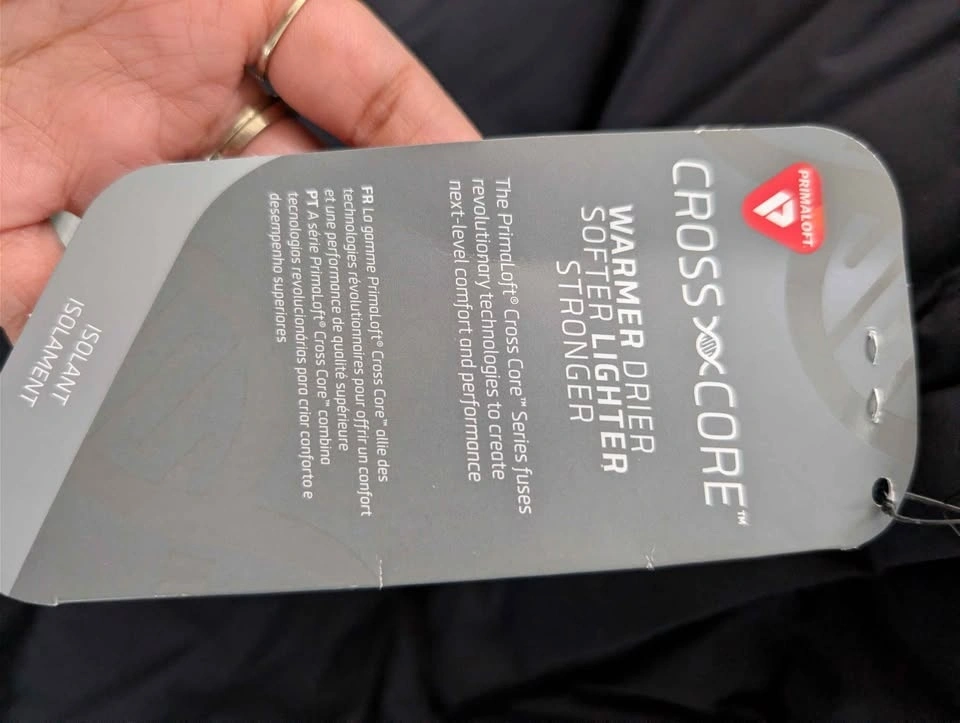 PRIMALOFT®
CROSS CORE™
WARMER DRIER
SOFTER LIGHTER
STRONGER
The PrimaLoft® Cross Core™ Series fuses
revolutionary technologies to create
next-level comfort and performance
FR La gamme PrimaLoft® Cross Core™ allie des
technologies révolutionnaires pour offrir un confort
et une performance de qualité supérieure
PT A série PrimaLoft® Cross Core™ combina
tecnologias revolucionárias para criar conforto e
desempenho superiores
ISOLANT
ISOLAMENT